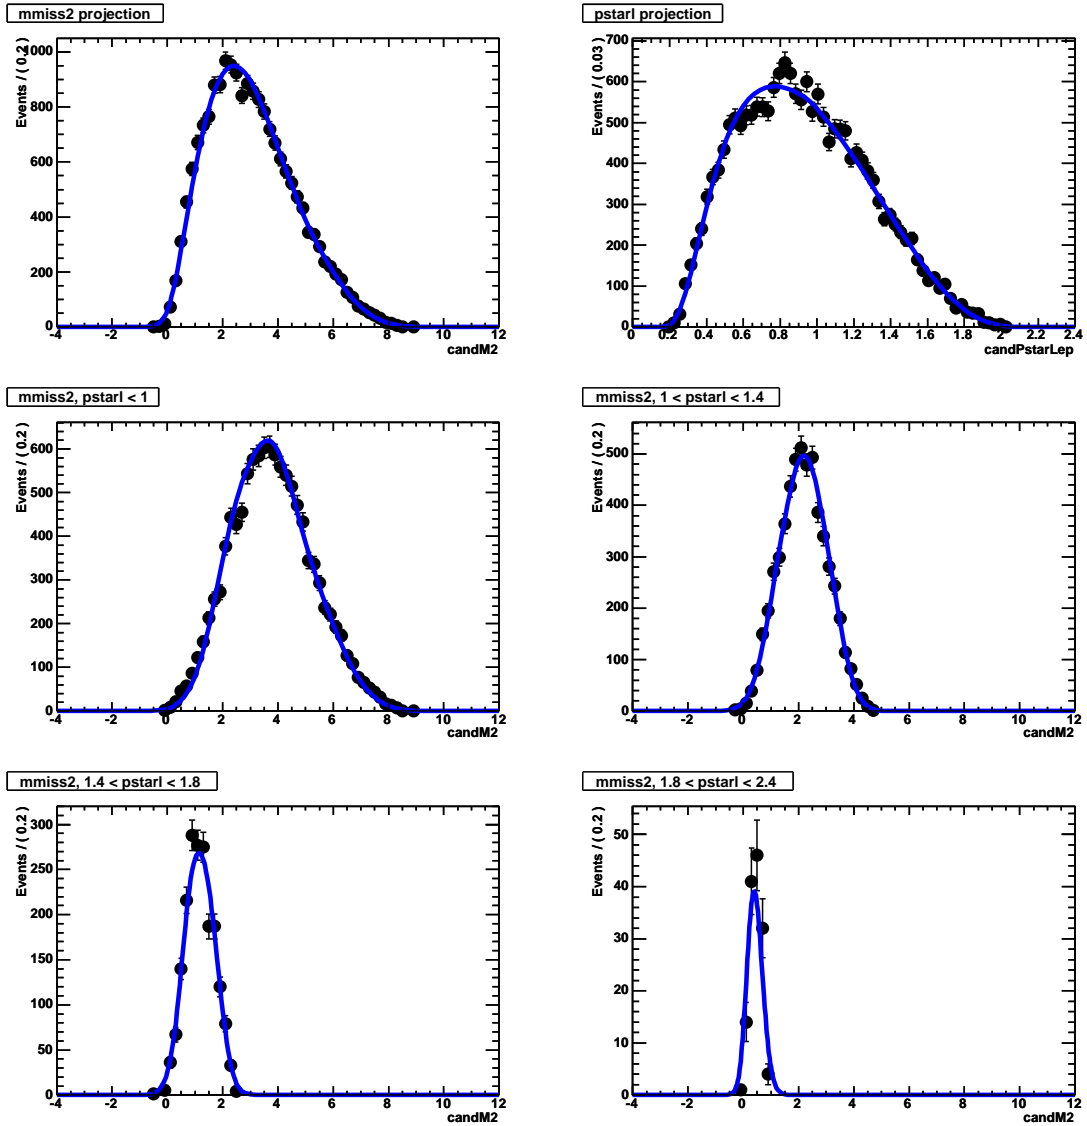 mmiss2 projection
Events / ( 0.2 )
1000
800
600
400
200
0
-4 -2 0 2 4 6 8 10 12
candM2
pstarl projection
Events / ( 0.03 )
700
600
500
400
300
200
100
0
0 0.2 0.4 0.6 0.8 1 1.2 1.4 1.6 1.8 2 2.2 2.4
candPstarLep
mmiss2, pstarl < 1
Events / ( 0.2 )
600
500
400
300
200
100
0
-4 -2 0 2 4 6 8 10 12
candM2
mmiss2, 1 < pstarl < 1.4
Events / ( 0.2 )
500
400
300
200
100
0
-4 -2 0 2 4 6 8 10 12
candM2
mmiss2, 1.4 < pstarl < 1.8
Events / ( 0.2 )
300
250
200
150
100
50
0
-4 -2 0 2 4 6 8 10 12
candM2
mmiss2, 1.8 < pstarl < 2.4
Events / ( 0.2 )
50
40
30
20
10
0
-4 -2 0 2 4 6 8 10 12
candM2